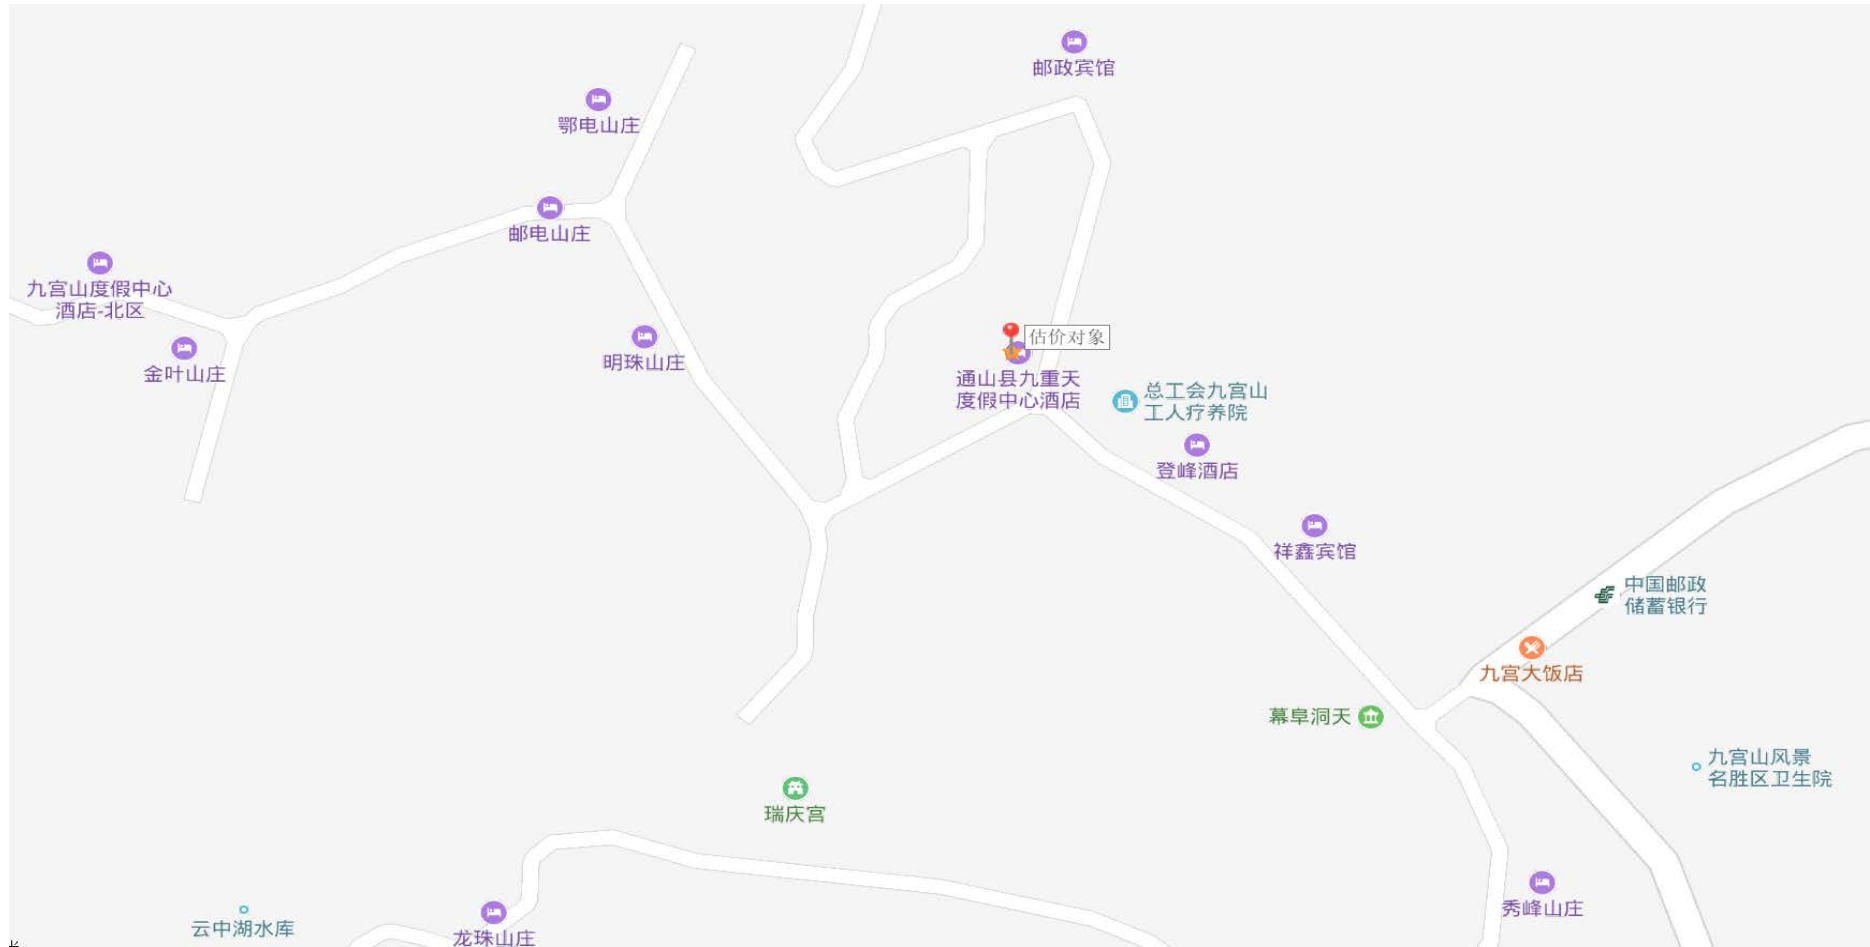 邮政宾馆
鄂电山庄
邮电山庄
九宫山度假中心
酒店-北区
金叶山庄
明珠山庄
估价对象
通山县九重天
度假中心酒店
总工会九宫山
工人疗养院
登峰酒店
祥鑫宾馆
中国邮政
储蓄银行
九宫大饭店
幕阜洞天
九宫山风景
名胜区卫生院
瑞庆宫
秀峰山庄
云中湖水库
龙珠山庄